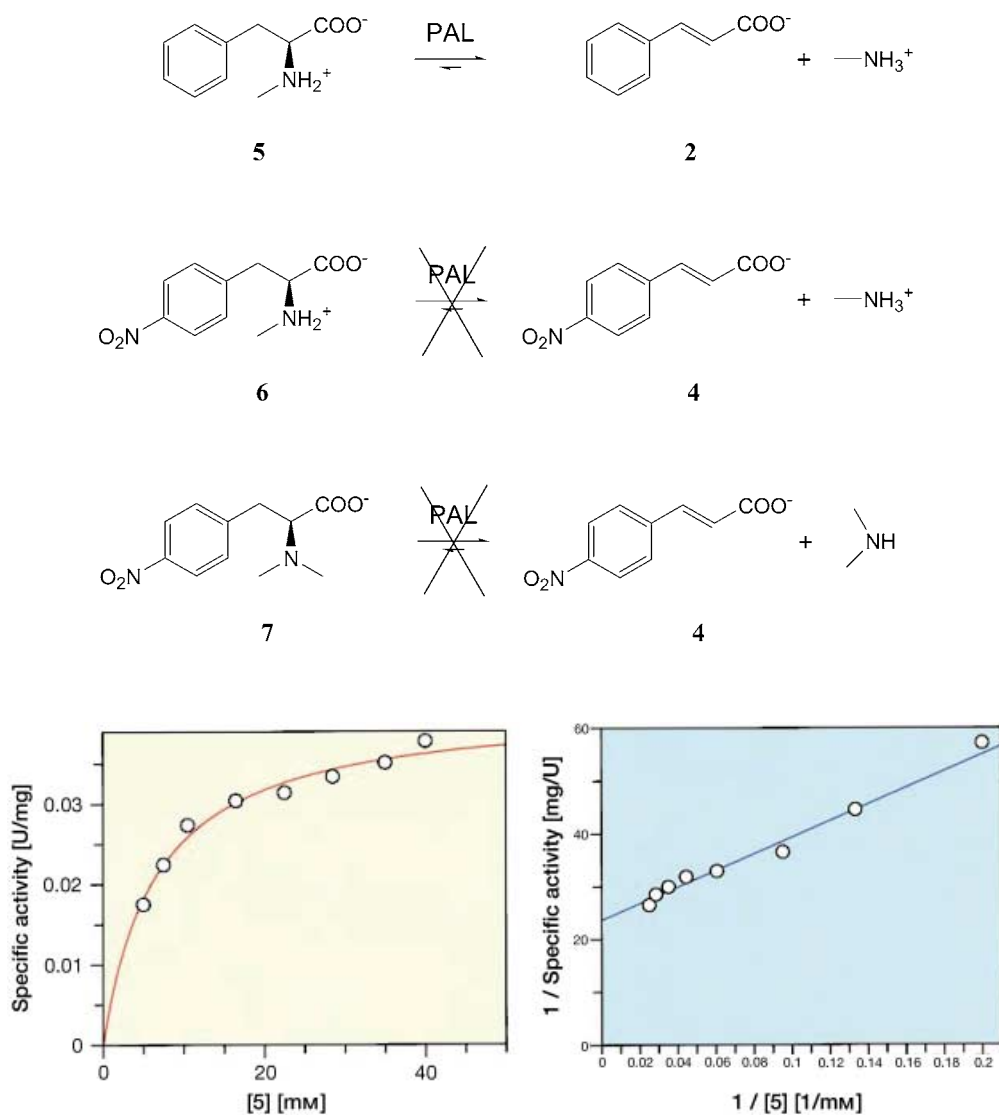 COO⁻ PAL COO⁻
NH₂⁺ + NH₃⁺
5 2
COO⁻ PAL COO⁻
NH₂⁺ + NH₃⁺
O₂N O₂N
6 4
COO⁻ PAL COO⁻
N + NH
O₂N O₂N
7 4
Specific activity [U/mg]
0.03
0.02
0.01
0
0 20 40
[5] [mM]
1 / Specific activity [mg/U]
60
40
20
0
0 0.02 0.04 0.06 0.08 0.1 0.12 0.14 0.16 0.18 0.2
1 / [5] [1/mM]